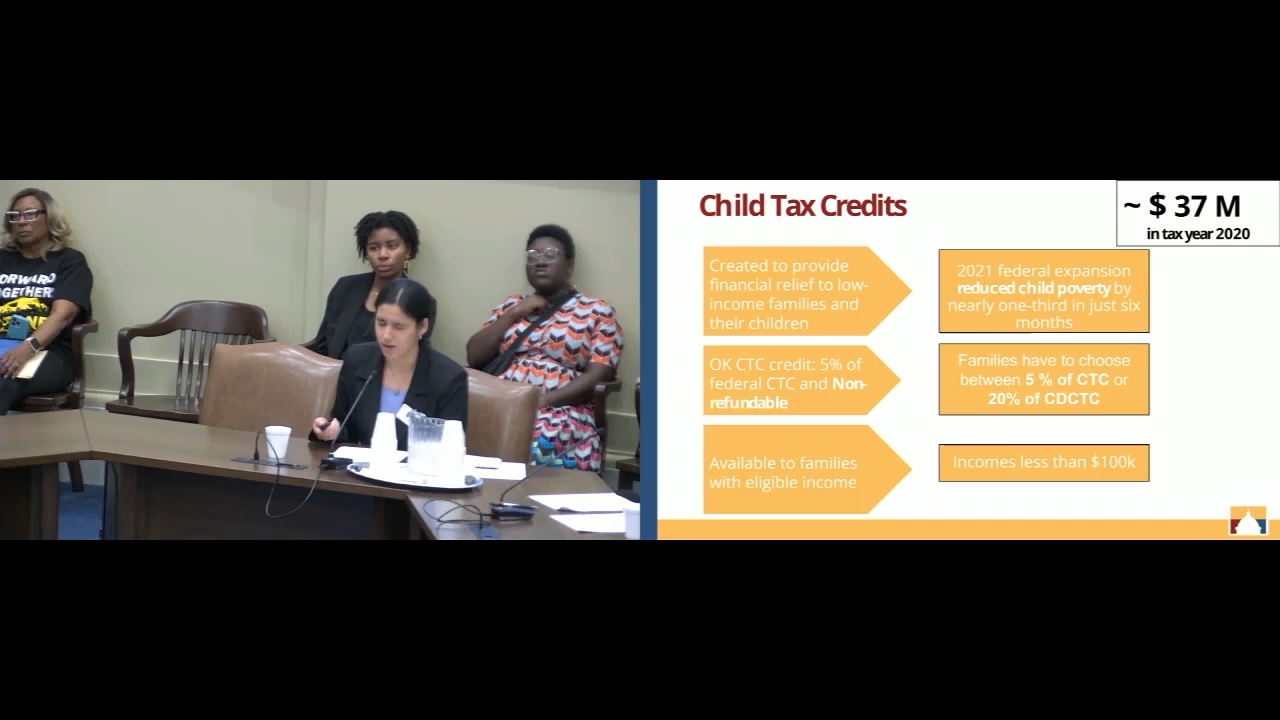 ORWARD
OGETHER!
Child Tax Credits
~ $ 37 M
in tax year 2020
Created to provide
financial relief to low-
income families and
their children
2021 federal expansion
reduced child poverty by
nearly one-third in just six
months
OK CTC credit: 5% of
federal CTC and Non-
refundable
Families have to choose
between 5 % of CTC or
20% of CDCTC
Available to families
with eligible income
Incomes less than $100k